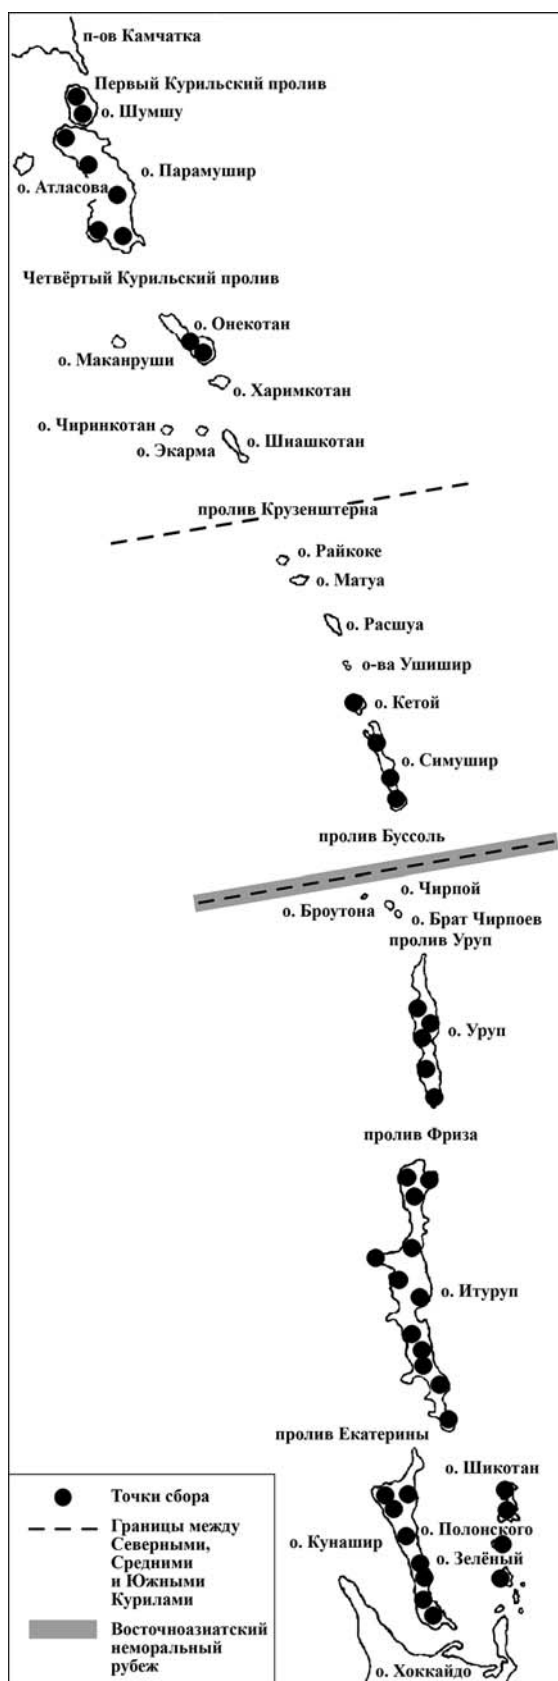 п-ов Камчатка
Первый Курильский пролив
о. Шумшу
о. Парамушир
о. Атласова
Четвёртый Курильский пролив
о. Онекотан
о. Маканруши
о. Харимкотан
о. Чиринкотан
о. Экарма
о. Шиашкотан
пролив Крузенштерна
о. Райкоке
о. Матуа
о. Расшуа
о-ва Ушишир
о. Кетой
о. Симушир
пролив Буссоль
о. Чирпой
о. Броутона
о. Брат Чирпоев
пролив Уруп
о. Уруп
пролив Фриза
о. Итуруп
пролив Екатерины
о. Шикотан
о. Полонского
о. Кунашир
о. Зелёный
о. Хоккайдо
Точки сбора
Границы между
Северными,
Средними
и Южными
Курилами
Восточноазиатский
неморальный
рубеж